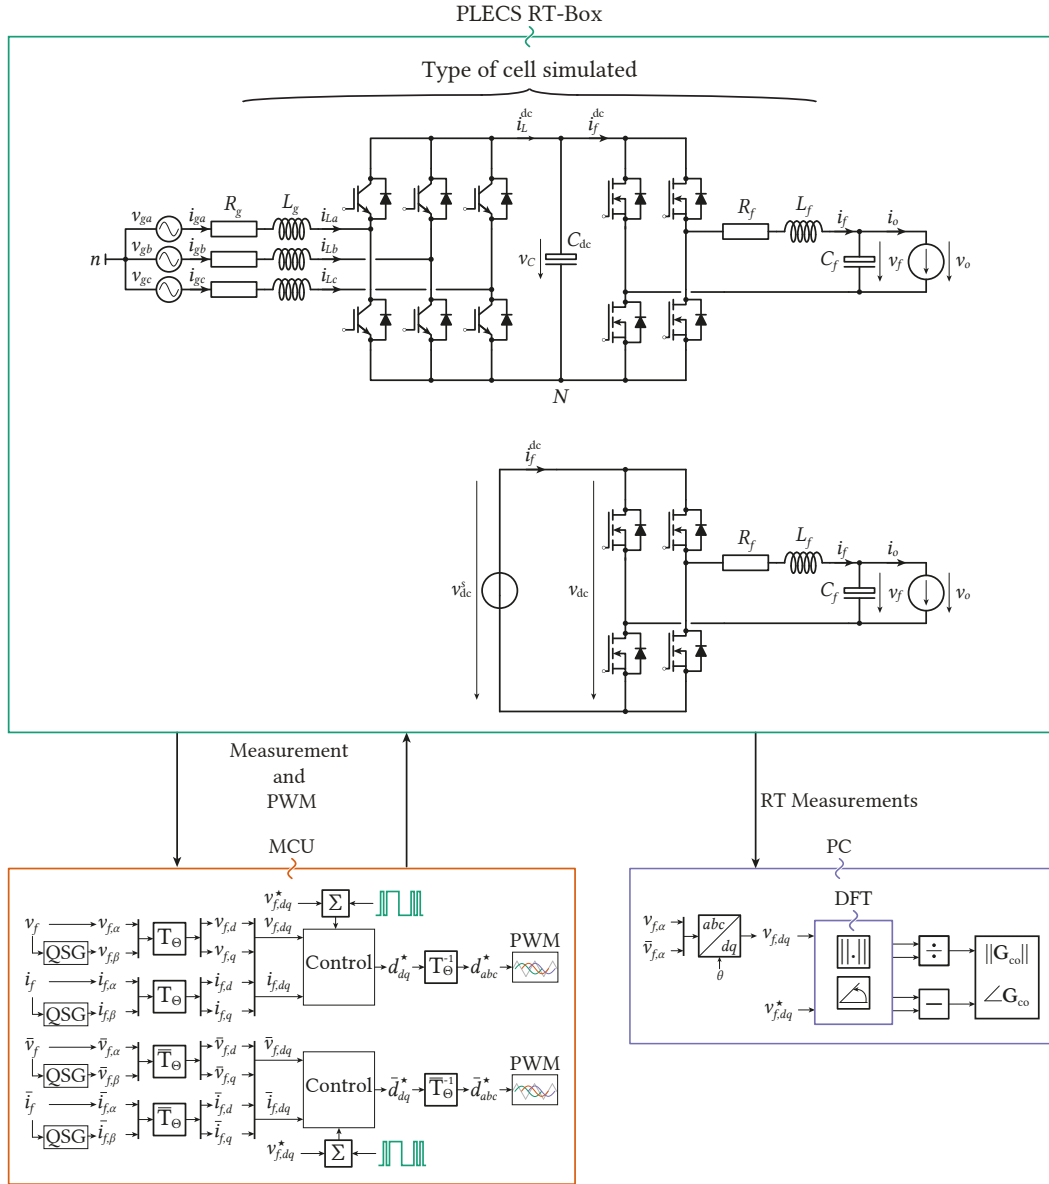 PLECS RT-Box
Type of cell simulated
i_L^dc i_f^dc
v_ga i_ga R_g L_g i_La
v_gb i_gb i_Lb
v_gc i_gc i_Lc
n
v_C C_dc
R_f L_f i_f i_o
C_f v_f v_o
N
i_f^dc
v_dc^s v_dc
R_f L_f i_f i_o
C_f v_f v_o
Measurement
and
PWM
RT Measurements
MCU
v_f,dq^★ Σ
v_f v_f,α T_Θ v_f,d v_f,dq
QSG v_f,β v_f,q
Control d_dq^★ T_Θ^-1 d_abc^★ PWM
i_f i_f,α T_Θ i_f,d i_f,dq
QSG i_f,β i_f,q
v̄_f v̄_f,α T̄_Θ v̄_f,d v̄_f,dq
QSG v̄_f,β v̄_f,q
Control d̄_dq^★ T̄_Θ^-1 d̄_abc^★ PWM
ī_f ī_f,α T̄_Θ ī_f,d ī_f,dq
QSG ī_f,β ī_f,q
v_f,dq^★ Σ
PC
DFT
v_f,α abc v_f,dq ||.|| ÷ ||G_co||
v̄_f,α dq
θ
v_f,dq^★ − ∠G_co